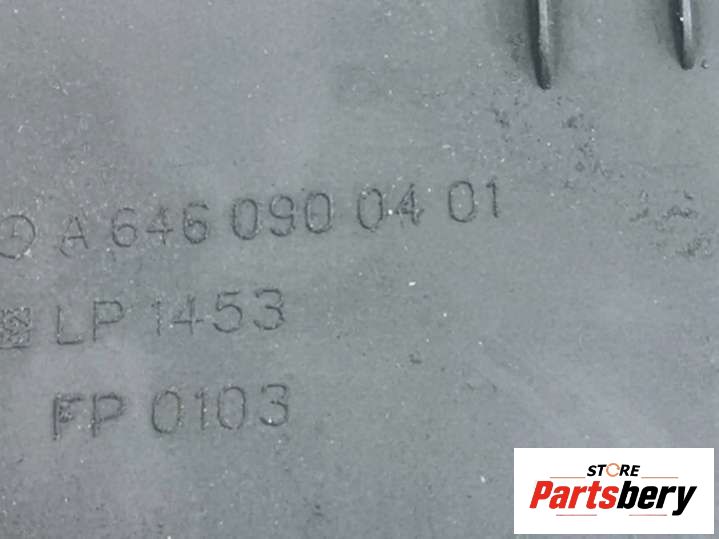 A 646 090 04 01
LP 1453
FP 0103
STORE
Partsbery